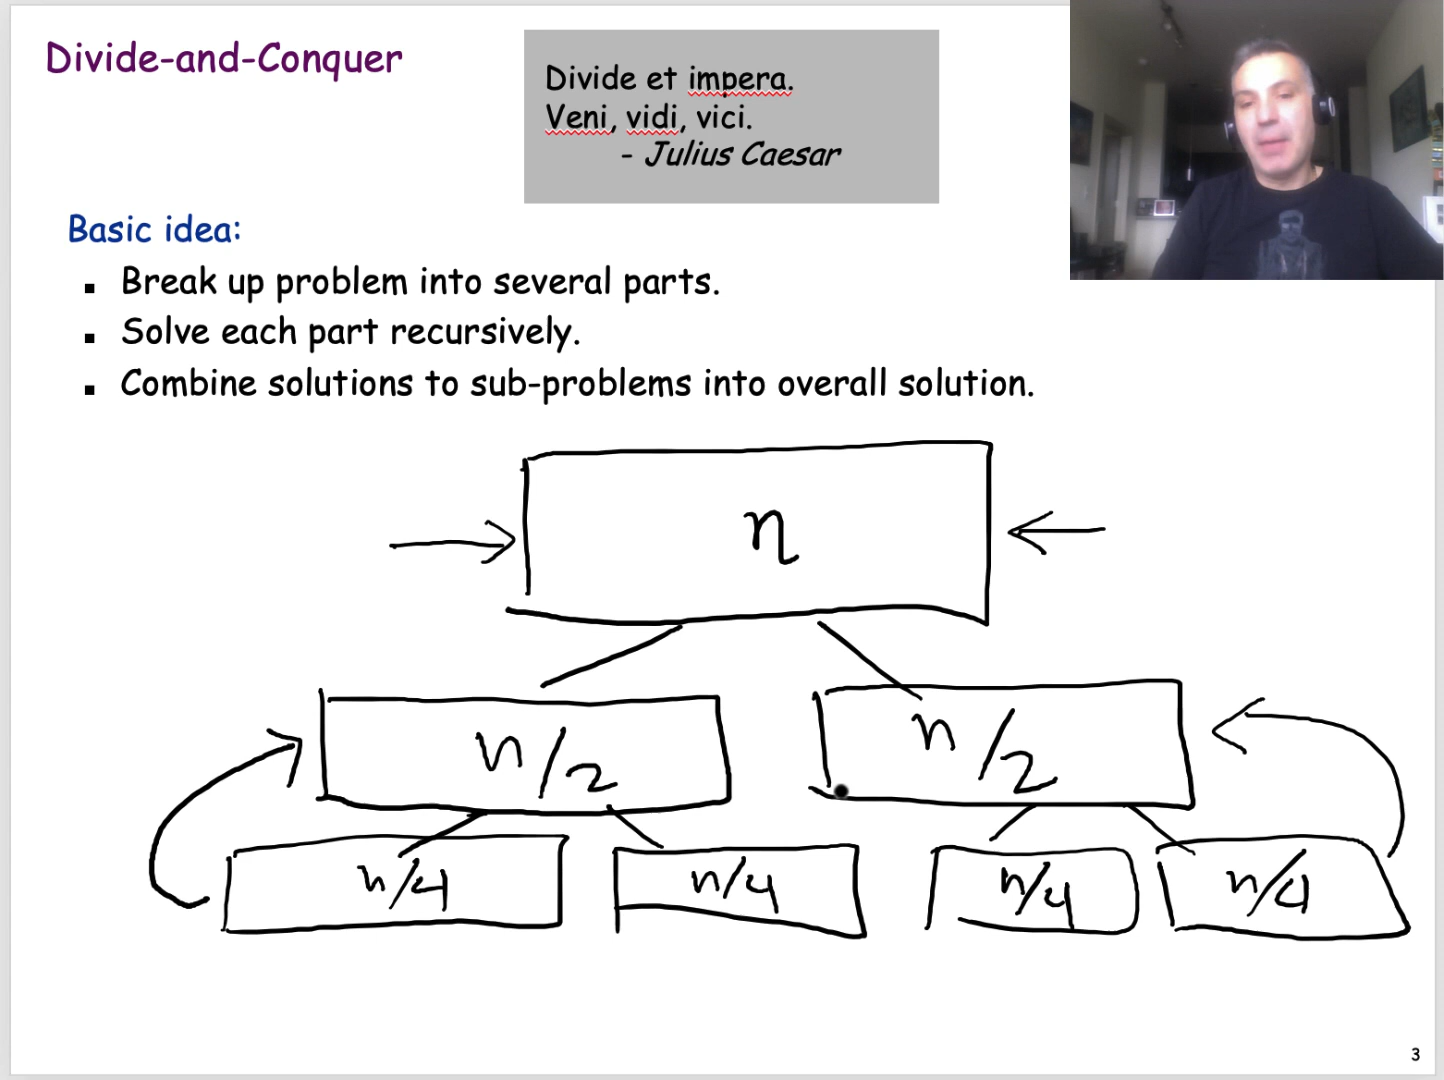 Divide-and-Conquer
Divide et impera.
Veni, vidi, vici.
- Julius Caesar
Basic idea:
Break up problem into several parts.
Solve each part recursively.
Combine solutions to sub-problems into overall solution.
n
n/2 n/2
n/4 n/4 n/4 n/4
3